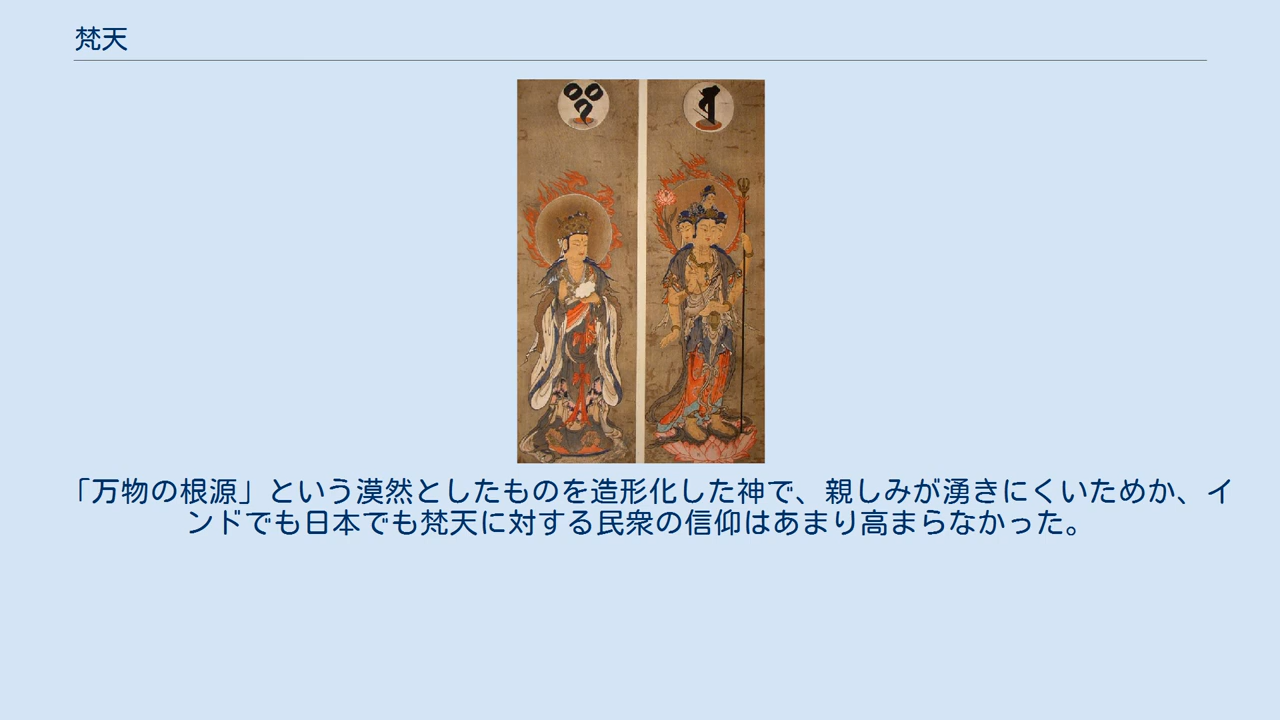 梵天
「万物の根源」という漠然としたものを造形化した神で、親しみが湧きにくいためか、イ
ンドでも日本でも梵天に対する民衆の信仰はあまり高まらなかった。